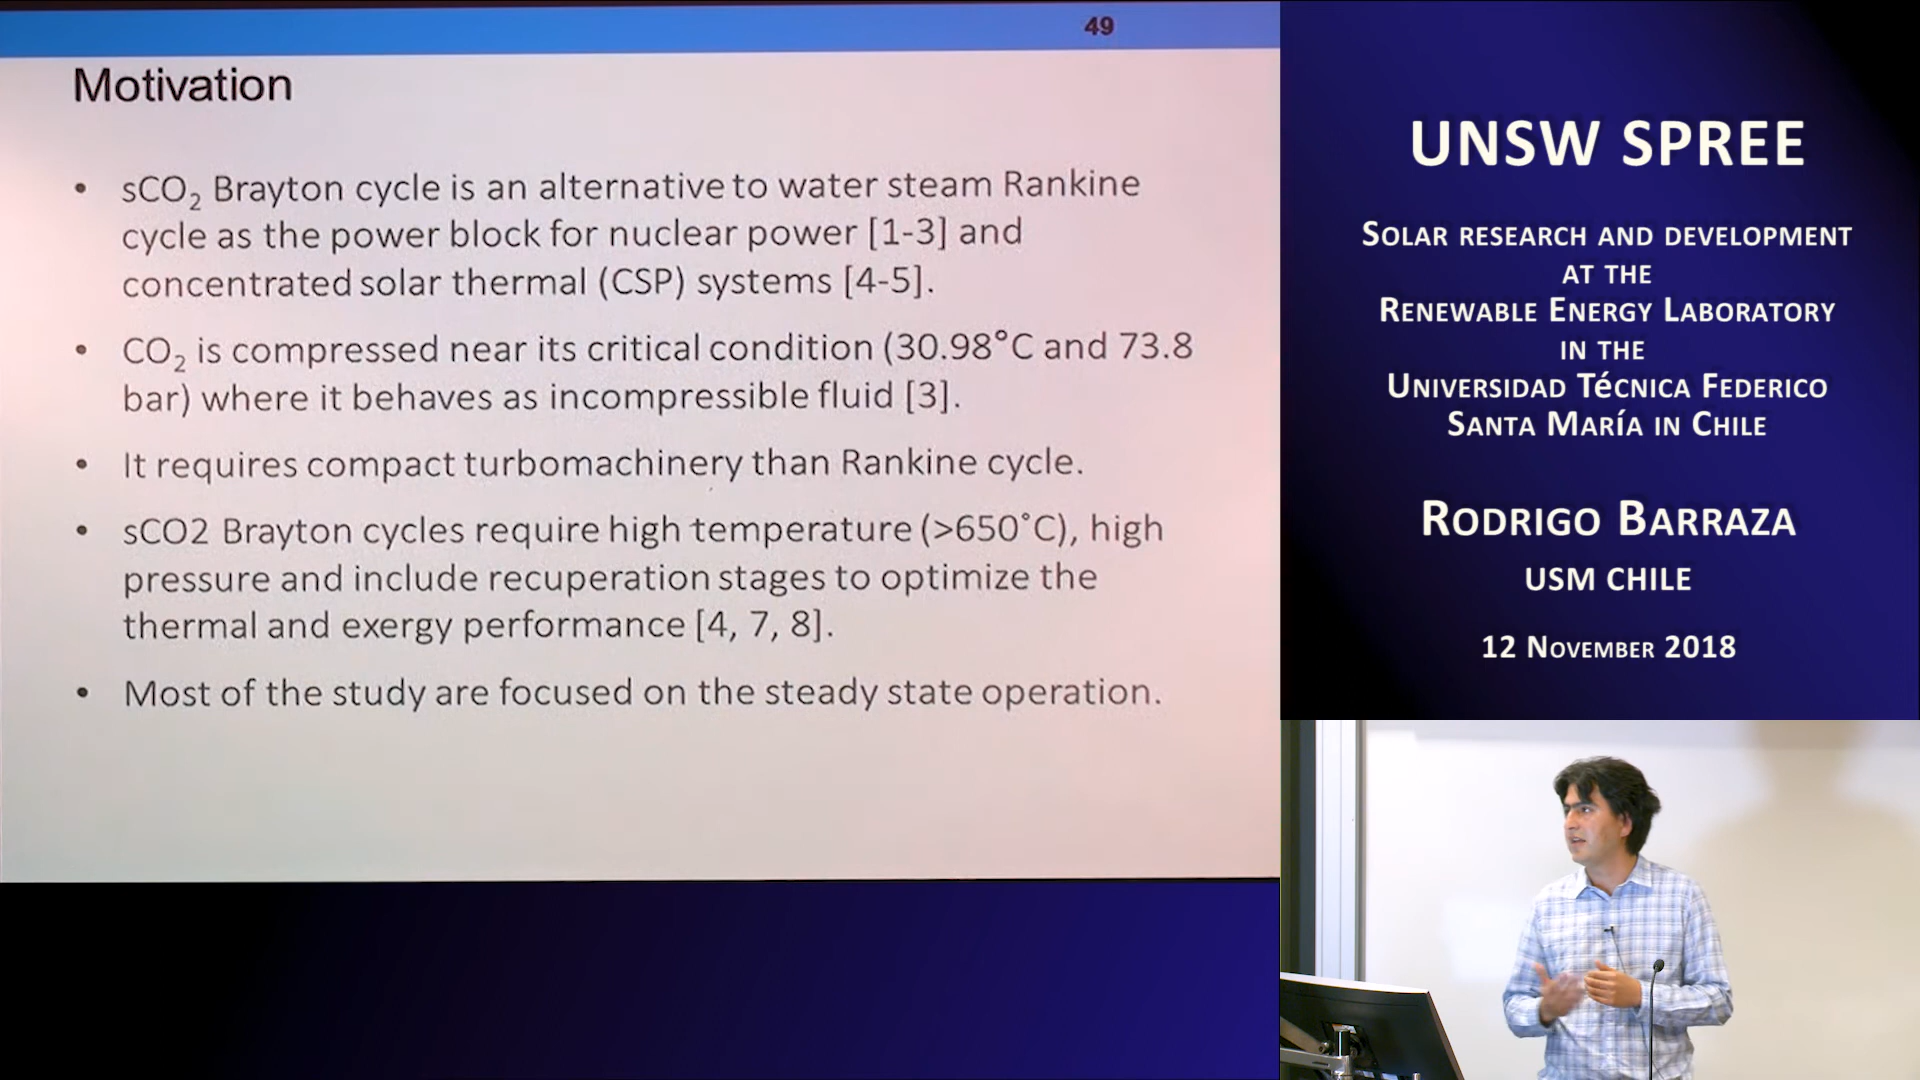 49
Motivation
• sCO₂ Brayton cycle is an alternative to water steam Rankine
cycle as the power block for nuclear power [1-3] and
concentrated solar thermal (CSP) systems [4-5].
• CO₂ is compressed near its critical condition (30.98°C and 73.8
bar) where it behaves as incompressible fluid [3].
• It requires compact turbomachinery than Rankine cycle.
• sCO2 Brayton cycles require high temperature (>650°C), high
pressure and include recuperation stages to optimize the
thermal and exergy performance [4, 7, 8].
• Most of the study are focused on the steady state operation.
UNSW SPREE
SOLAR RESEARCH AND DEVELOPMENT
AT THE
RENEWABLE ENERGY LABORATORY
IN THE
UNIVERSIDAD TéCNICA FEDERICO
SANTA MARíA IN CHILE
RODRIGO BARRAZA
USM CHILE
12 NOVEMBER 2018